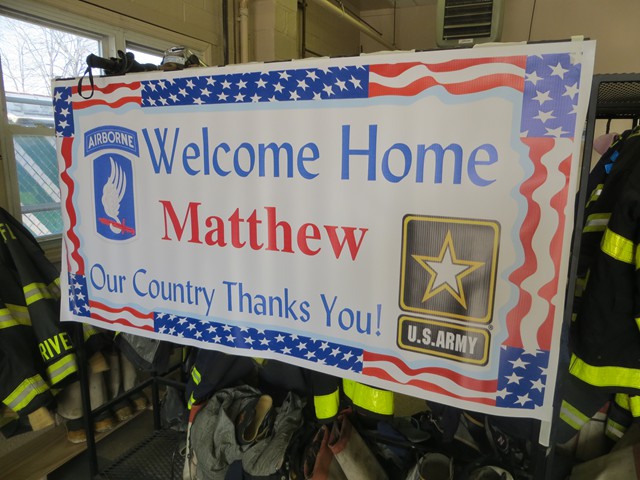 AIRBORNE
Welcome Home
Matthew
Our Country Thanks You!
U.S.ARMY